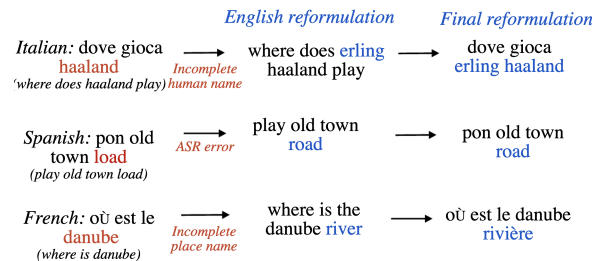 English reformulation
Final reformulation
Italian: dove gioca
haaland
(where does haaland play)
Incomplete
human name
where does erling
haaland play
dove gioca
erling haaland
Spanish: pon old
town load
(play old town load)
ASR error
play old town
road
pon old town
road
French: où est le
danube
(where is danube)
Incomplete
place name
where is the
danube river
où est le danube
rivière